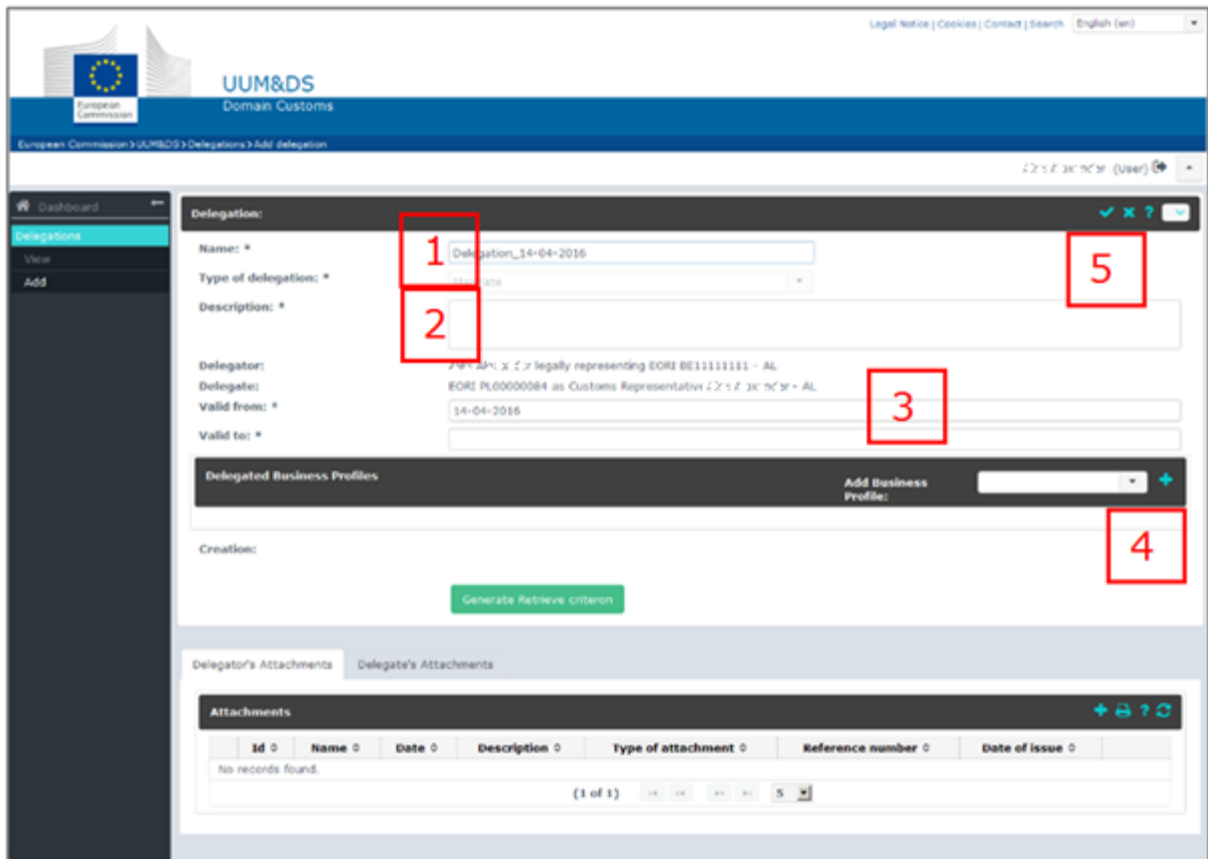 Legal Notice | Cookies | Contact | Search English (en)
European
Commission
UUM&DS
Domain Customs
European Commission > UUM&DS > Delegations > Add delegation
(User)
Dashboard
Delegations
View
Add
Delegation:
Name: * 1 Delegation_14-04-2016
Type of delegation: *
Description: * 2
5
Delegator: legally representing EORI BE11111111 - AL
Delegate: EORI PL00000084 as Customs Representative - AL
Valid from: * 14-04-2016 3
Valid to: *
Delegated Business Profiles Add Business
Profile:
4
Creation:
Generate Retrieve criteron
Delegator's Attachments Delegate's Attachments
Attachments
Id Name Date Description Type of attachment Reference number Date of issue
No records found.
(1 of 1) 5